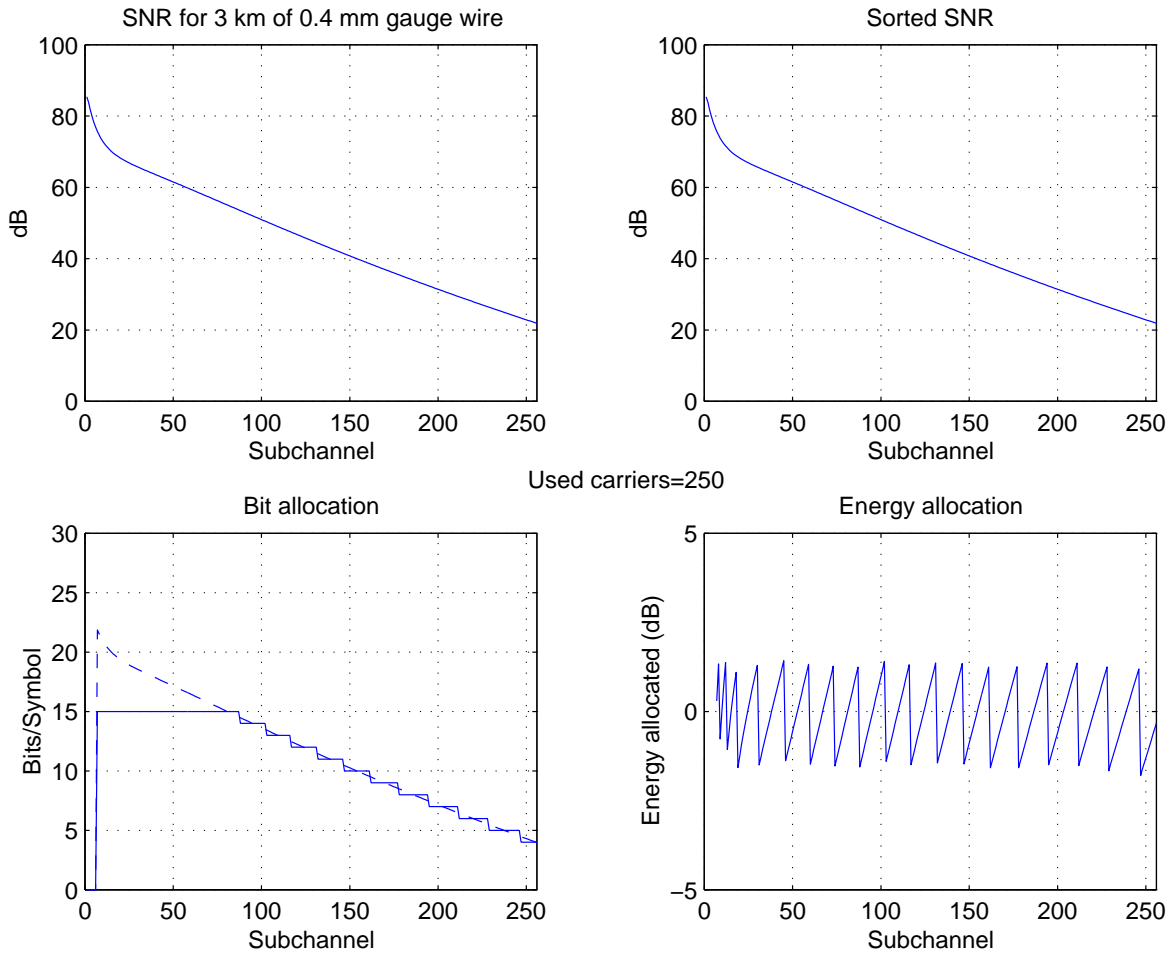 SNR for 3 km of 0.4 mm gauge wire
100
80
60
40
20
0
dB
0 50 100 150 200 250
Subchannel
Sorted SNR
100
80
60
40
20
0
dB
0 50 100 150 200 250
Subchannel
Used carriers=250
Bit allocation
30
25
20
15
10
5
0
Bits/Symbol
0 50 100 150 200 250
Subchannel
Energy allocation
5
0
−5
Energy allocated (dB)
0 50 100 150 200 250
Subchannel